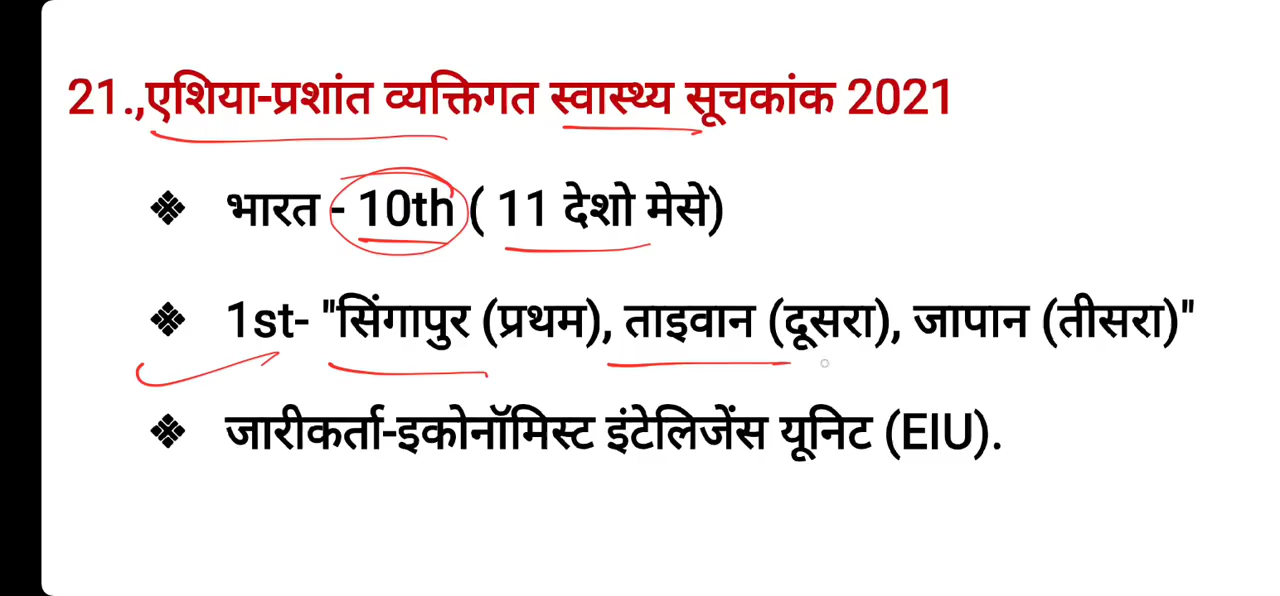 21.,एशिया-प्रशांत व्यक्तिगत स्वास्थ्य सूचकांक 2021
❖ भारत - 10th ( 11 देशो मेसे)
❖ 1st- "सिंगापुर (प्रथम), ताइवान (दूसरा), जापान (तीसरा)"
❖ जारीकर्ता-इकोनॉमिस्ट इंटेलिजेंस यूनिट (EIU).